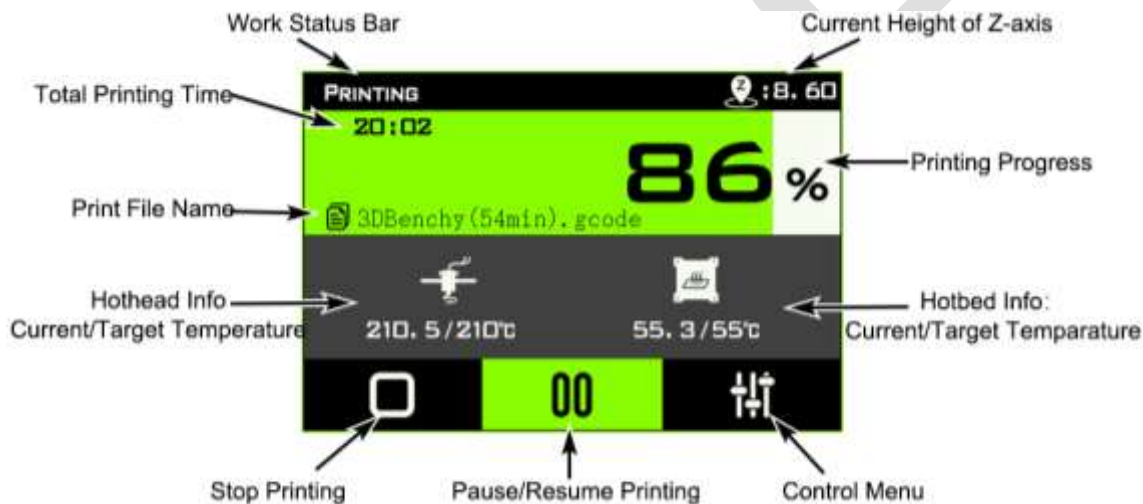 Work Status Bar
Current Height of Z-axis
Total Printing Time
PRINTING
Z :8.60
20:02
86 %
Printing Progress
Print File Name
3DBenchy(54min).gcode
Hothead Info
Current/Target Temperature
210.5/210℃
55.3/55℃
Hotbed Info:
Current/Target Temparature
Stop Printing
Pause/Resume Printing
Control Menu